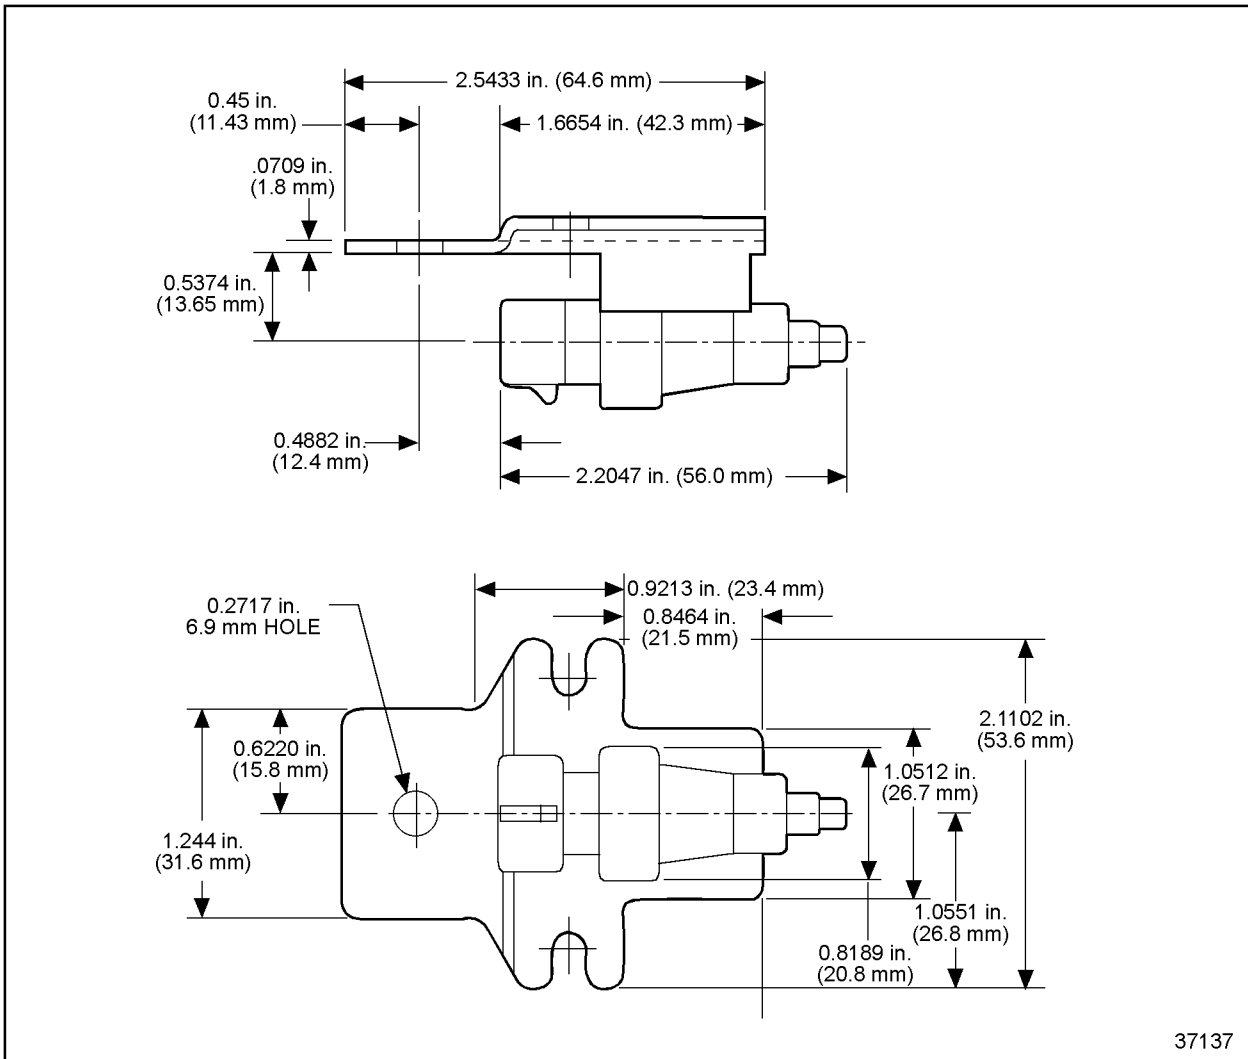 2.5433 in. (64.6 mm)
0.45 in.
(11.43 mm)
1.6654 in. (42.3 mm)
.0709 in.
(1.8 mm)
0.5374 in.
(13.65 mm)
0.4882 in.
(12.4 mm)
2.2047 in. (56.0 mm)
0.9213 in. (23.4 mm)
0.2717 in.
6.9 mm HOLE
0.8464 in.
(21.5 mm)
2.1102 in.
(53.6 mm)
0.6220 in.
(15.8 mm)
1.0512 in.
(26.7 mm)
1.244 in.
(31.6 mm)
1.0551 in.
(26.8 mm)
0.8189 in.
(20.8 mm)
37137